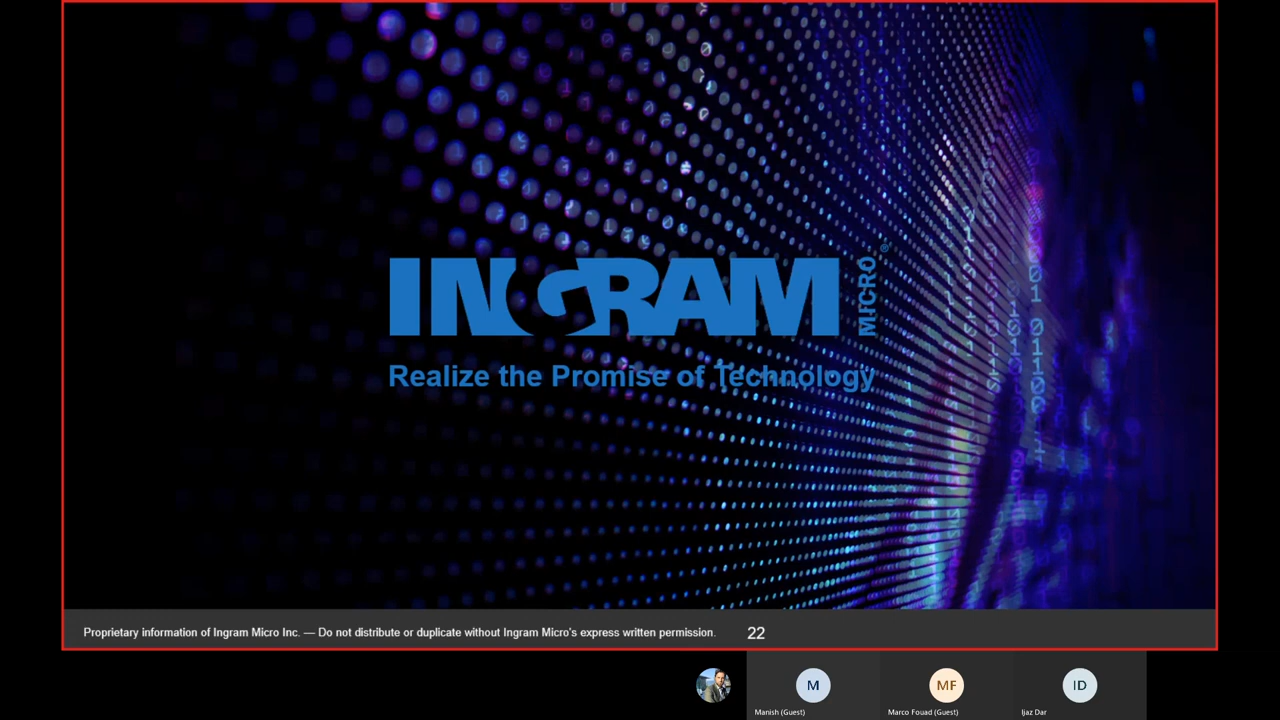 INGRAM MICRO ®
Realize the Promise of Technology
Proprietary information of Ingram Micro Inc. — Do not distribute or duplicate without Ingram Micro's express written permission. 22
M MF ID
Manish (Guest) Marco Fouad (Guest) Ijaz Dar